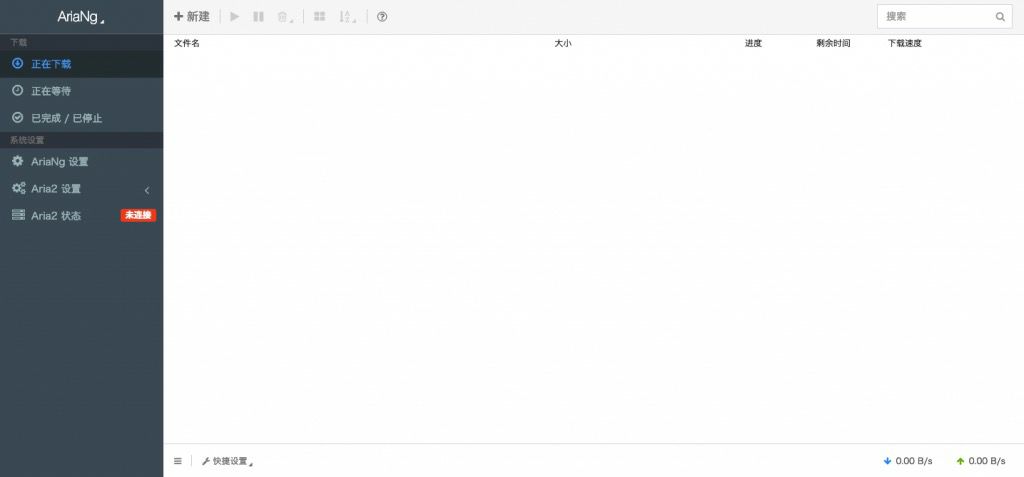 AriaNg
下载
正在下载
正在等待
已完成 / 已停止
系统设置
AriaNg 设置
Aria2 设置
Aria2 状态 未连接
新建
搜索
文件名 大小 进度 剩余时间 下载速度
快捷设置 0.00 B/s 0.00 B/s